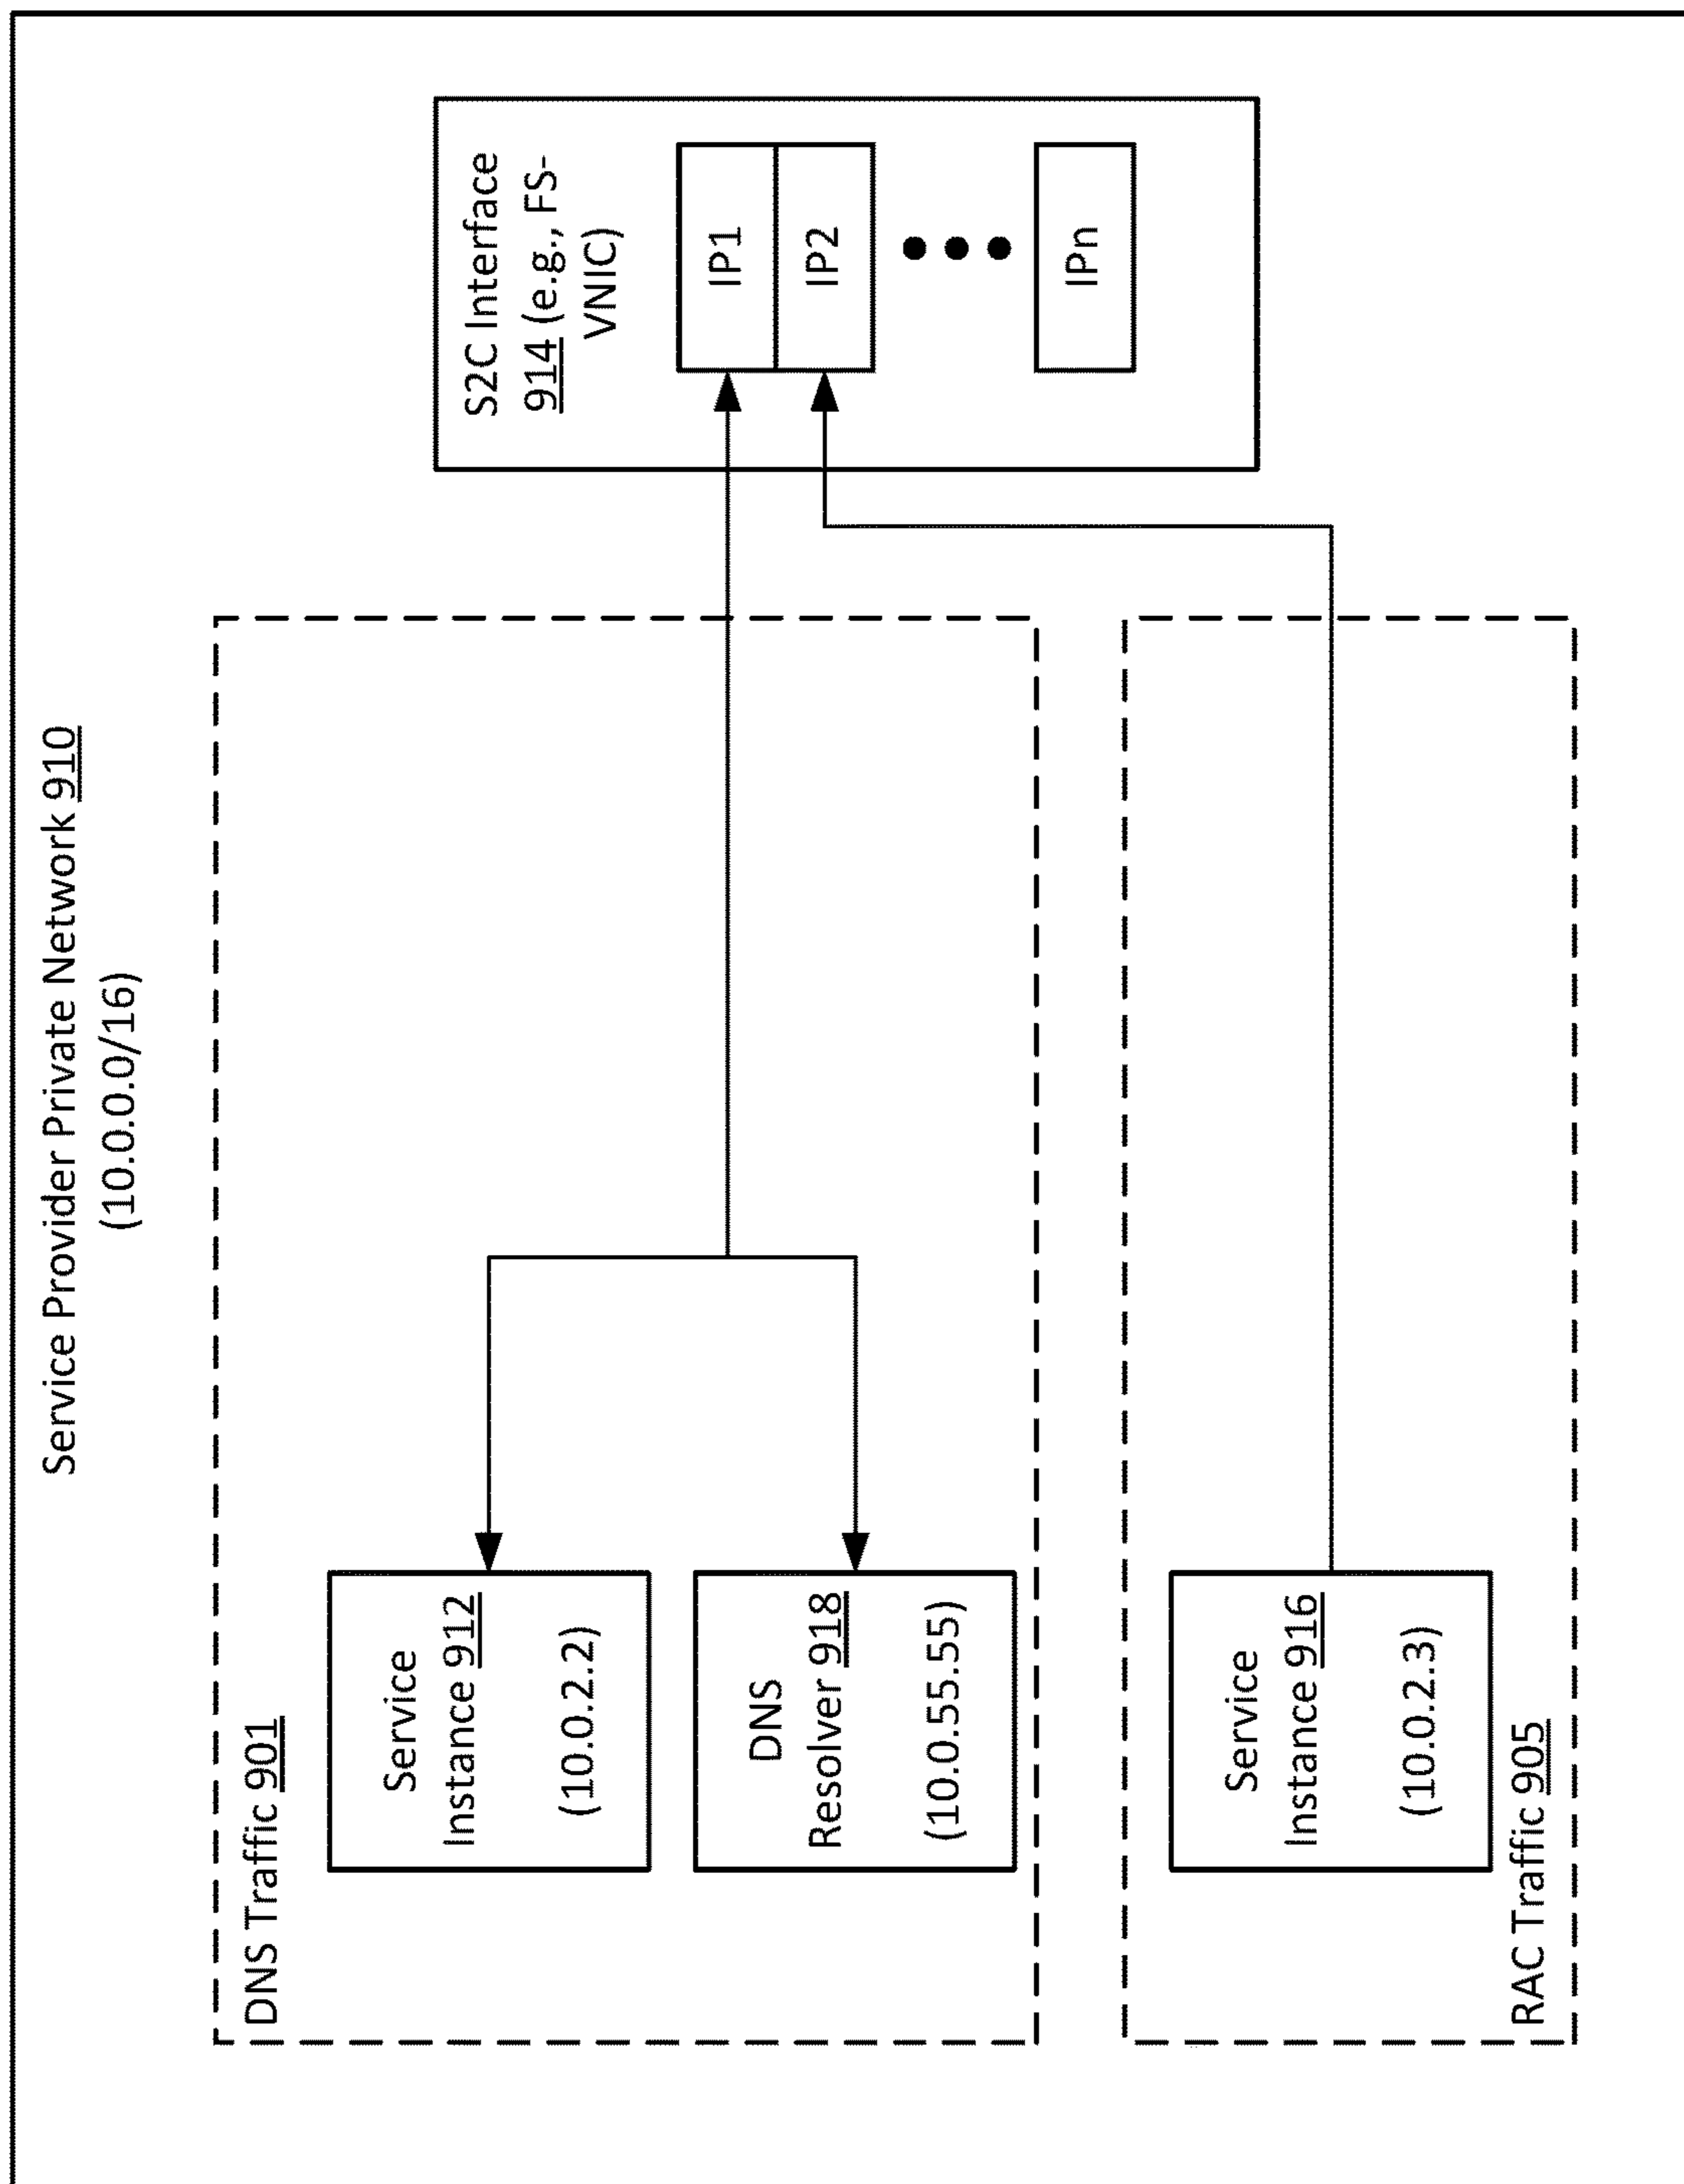 Service Provider Private Network 910
(10.0.0.0/16)
DNS Traffic 901
Service
Instance 912
(10.0.2.2)
DNS
Resolver 918
(10.0.55.55)
Service
Instance 916
(10.0.2.3)
RAC Traffic 905
S2C Interface
914 (e.g., FS-
VNIC)
IP1
IP2
IPn